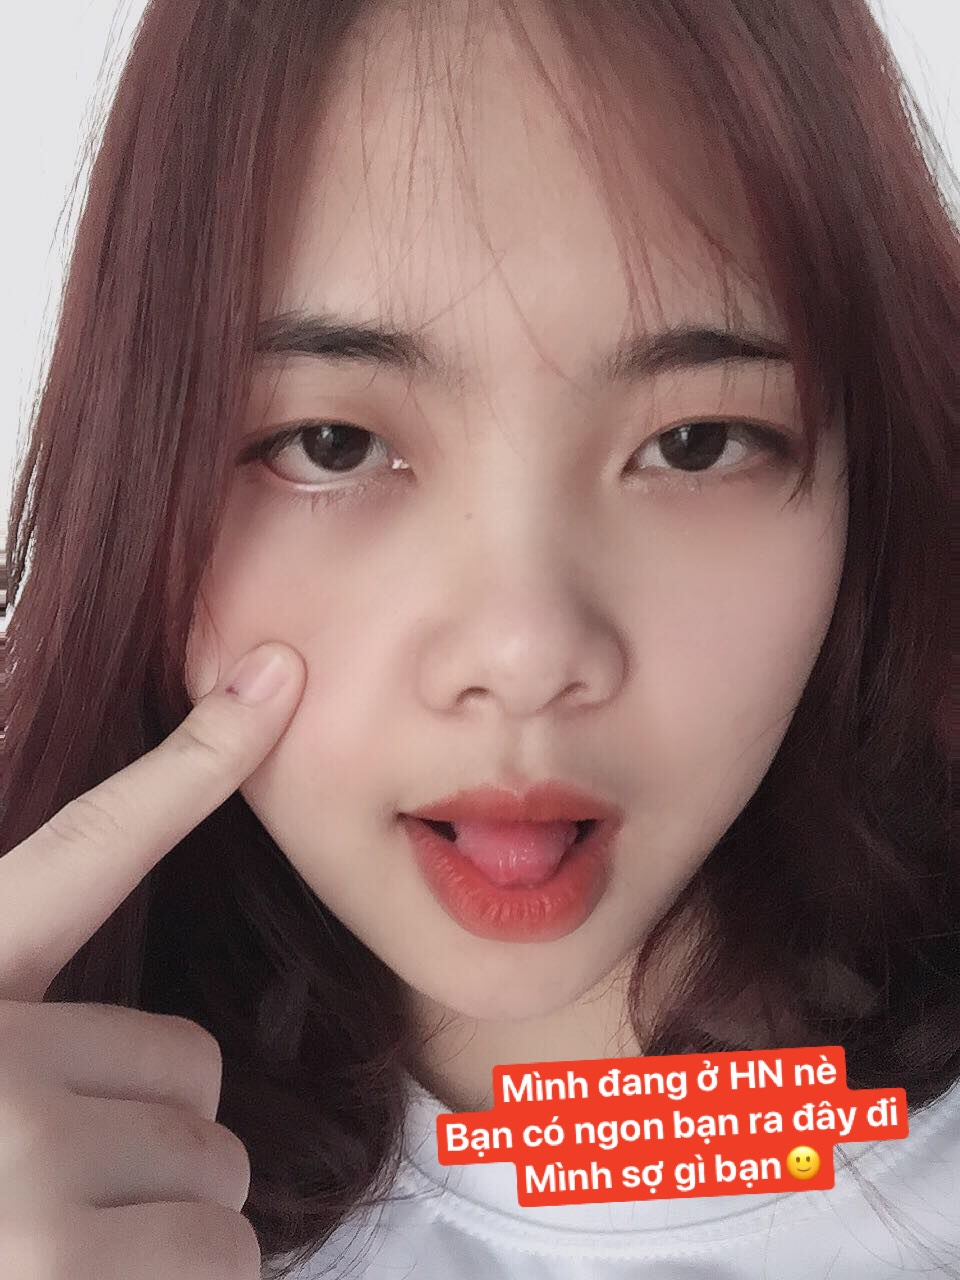 Mình đang ở HN nè
Bạn có ngon bạn ra đây đi
Mình sợ gì bạn🙂